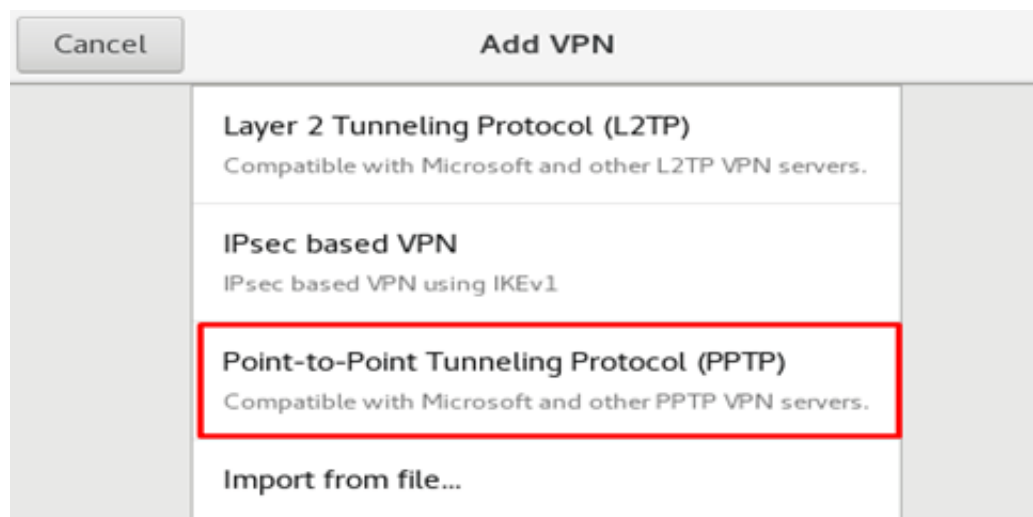 Cancel
Add VPN
Layer 2 Tunneling Protocol (L2TP)
Compatible with Microsoft and other L2TP VPN servers.
IPsec based VPN
IPsec based VPN using IKEv1
Point-to-Point Tunneling Protocol (PPTP)
Compatible with Microsoft and other PPTP VPN servers.
Import from file...